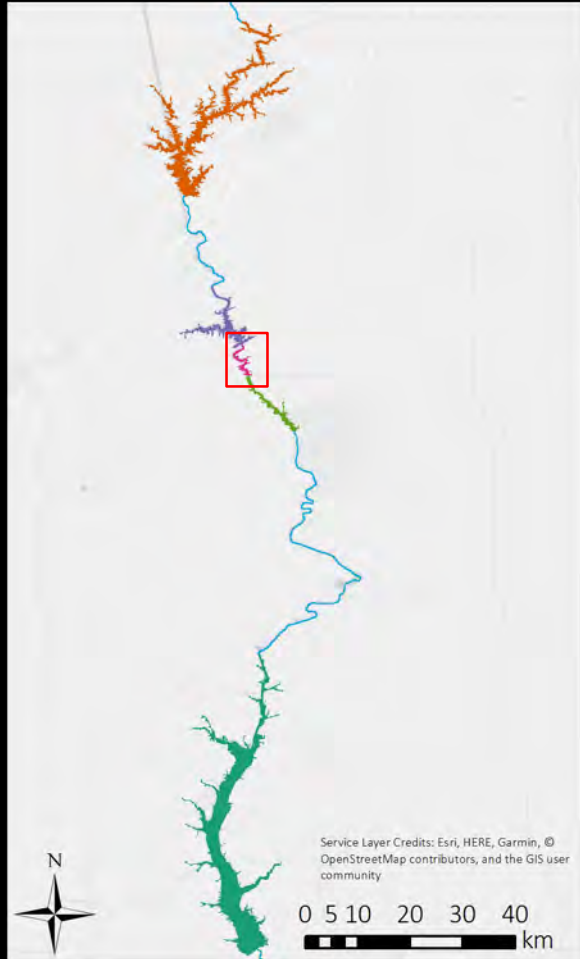 Service Layer Credits: Esri, HERE, Garmin, ©
OpenStreetMap contributors, and the GIS user
community
N
0 5 10 20 30 40
km